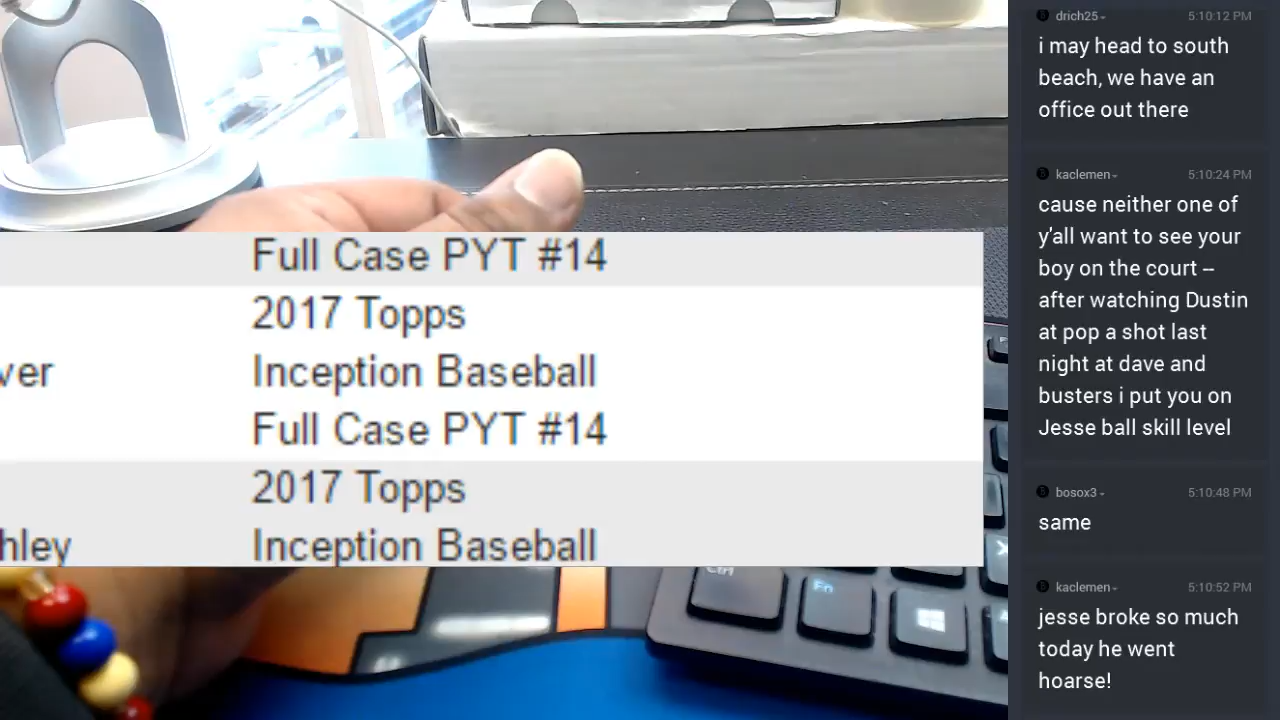 Full Case PYT #14
2017 Topps
ver Inception Baseball
Full Case PYT #14
2017 Topps
hley Inception Baseball
Ctrl
Fn
X
drich25 5:10:12 PM
i may head to south
beach, we have an
office out there
kaclemen 5:10:24 PM
cause neither one of
y'all want to see your
boy on the court --
after watching Dustin
at pop a shot last
night at dave and
busters i put you on
Jesse ball skill level
bosox3 5:10:48 PM
same
kaclemen 5:10:52 PM
jesse broke so much
today he went
hoarse!